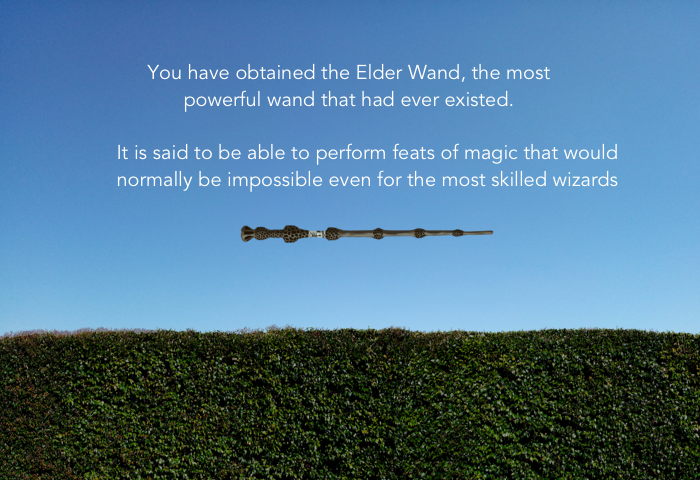 You have obtained the Elder Wand, the most
powerful wand that had ever existed.
It is said to be able to perform feats of magic that would
normally be impossible even for the most skilled wizards